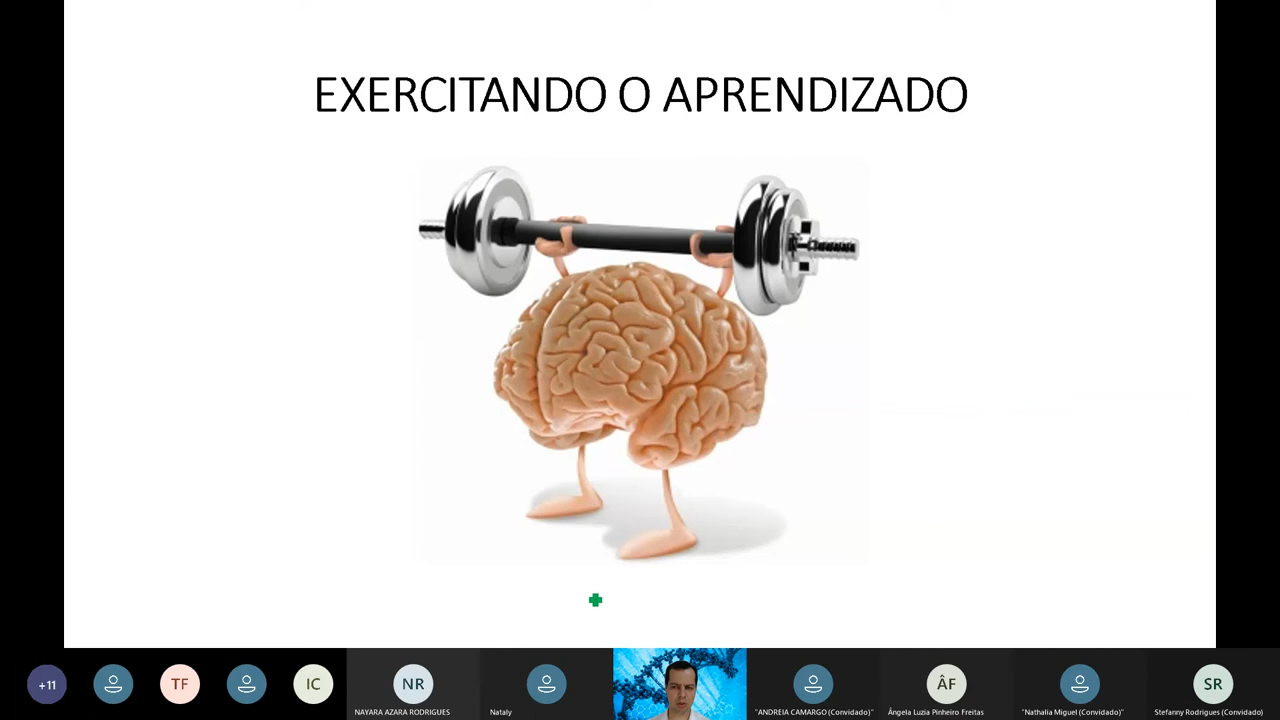 EXERCITANDO O APRENDIZADO
+11
TF
IC
NR
NAYARA AZARA RODRIGUES
Nataly
"ANDREIA CAMARGO (Convidado)"
ÂF
Ângela Luzia Pinheiro Freitas
"Nathalia Miguel (Convidado)"
SR
Stefanny Rodrigues (Convidado)